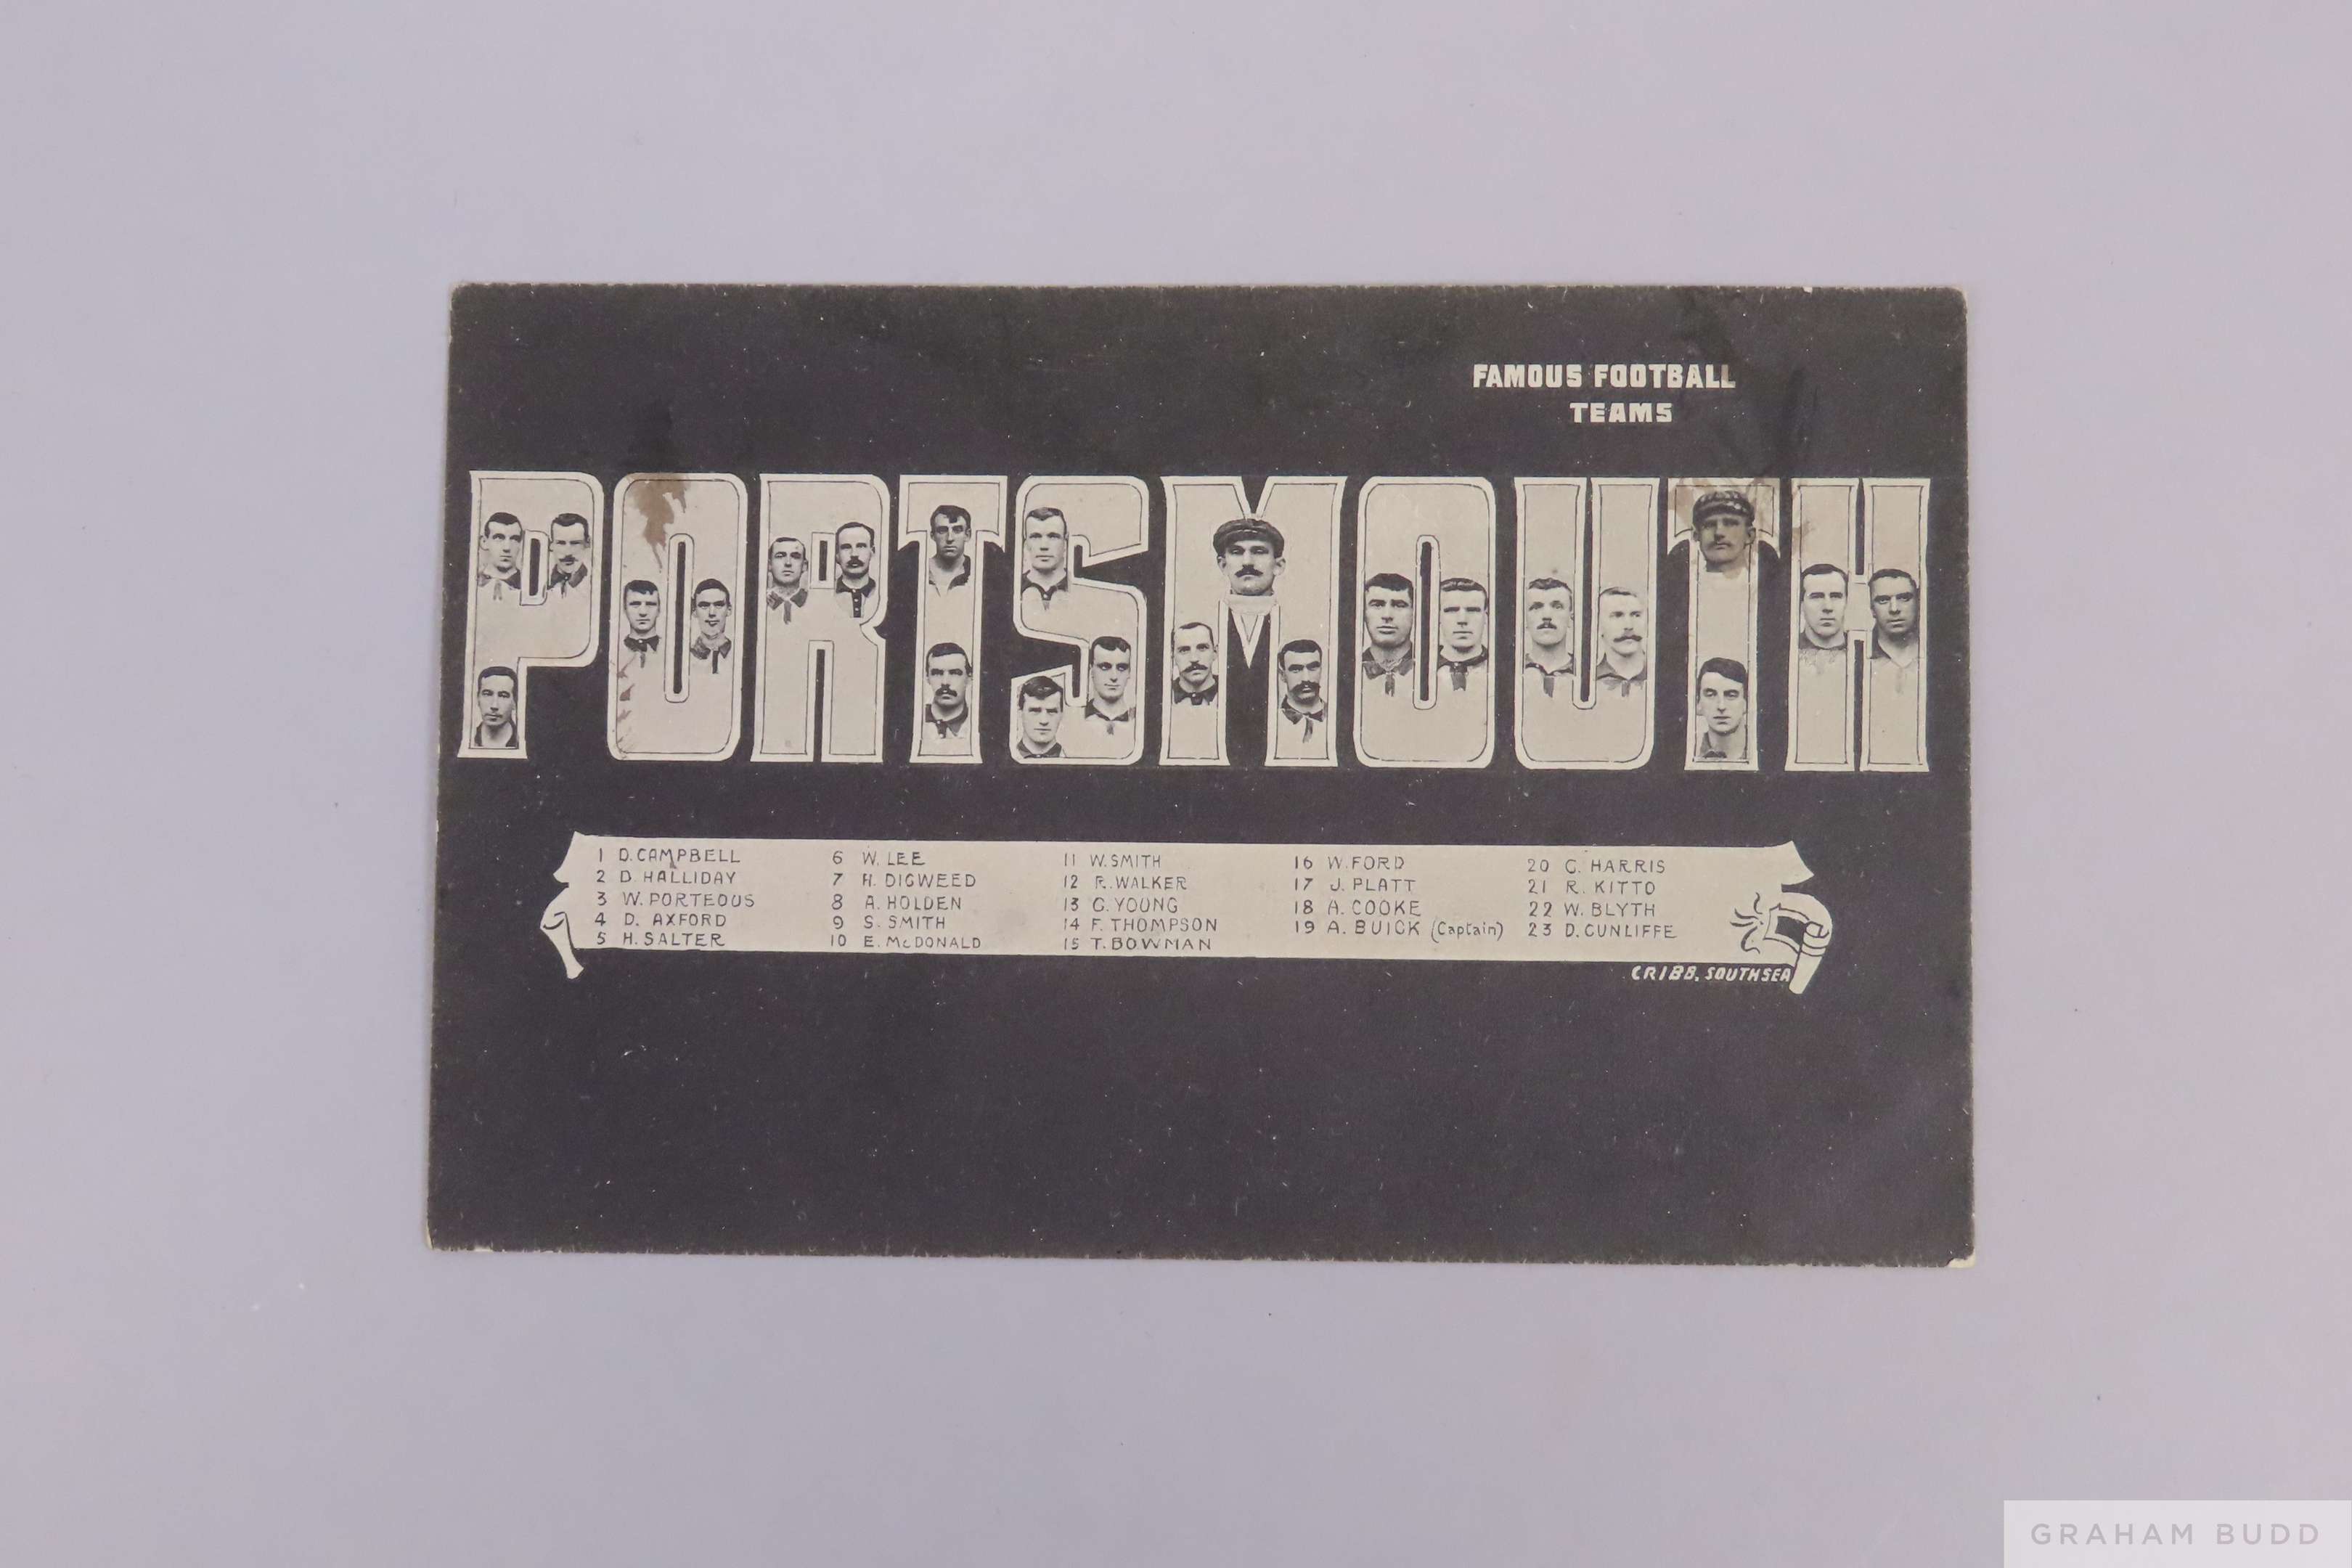 FAMOUS FOOTBALL
TEAMS
PORTSMOUTH
1 D. CAMPBELL
2 D. HALLIDAY
3 W. PORTEOUS
4 D. AXFORD
5 H. SALTER
6 W. LEE
7 H. DIGWEED
8 A. HOLDEN
9 S. SMITH
10 E. McDONALD
11 W. SMITH
12 R. WALKER
13 G. YOUNG
14 F. THOMPSON
15 T. BOWMAN
16 W. FORD
17 J. PLATT
18 A. COOKE
19 A. BUICK (Captain)
20 G. HARRIS
21 R. KITTO
22 W. BLYTH
23 D. CUNLIFFE
CRIBB, SOUTHSEA
GRAHAM BUDD